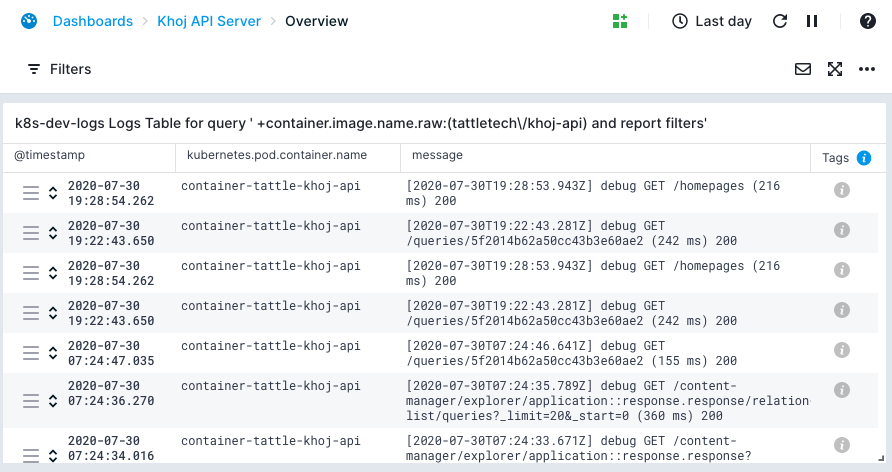 Dashboards > Khoj API Server > Overview
Last day
Filters
k8s-dev-logs Logs Table for query ' +container.image.name.raw:(tattletech\/khoj-api) and report filters'
@timestamp kubernetes.pod.container.name message Tags
2020-07-30 container-tattle-khoj-api [2020-07-30T19:28:53.943Z] debug GET /homepages (216
19:28:54.262 ms) 200
2020-07-30 container-tattle-khoj-api [2020-07-30T19:22:43.281Z] debug GET
19:22:43.650 /queries/5f2014b62a50cc43b3e60ae2 (242 ms) 200
2020-07-30 container-tattle-khoj-api [2020-07-30T19:28:53.943Z] debug GET /homepages (216
19:28:54.262 ms) 200
2020-07-30 container-tattle-khoj-api [2020-07-30T19:22:43.281Z] debug GET
19:22:43.650 /queries/5f2014b62a50cc43b3e60ae2 (242 ms) 200
2020-07-30 container-tattle-khoj-api [2020-07-30T07:24:46.641Z] debug GET
07:24:47.035 /queries/5f2014b62a50cc43b3e60ae2 (155 ms) 200
2020-07-30 container-tattle-khoj-api [2020-07-30T07:24:35.789Z] debug GET /content-
07:24:36.270 manager/explorer/application::response.response/relation
list/queries?_limit=20&_start=0 (360 ms) 200
2020-07-30 container-tattle-khoj-api [2020-07-30T07:24:33.671Z] debug GET /content-
07:24:34.016 manager/explorer/application::response.response?